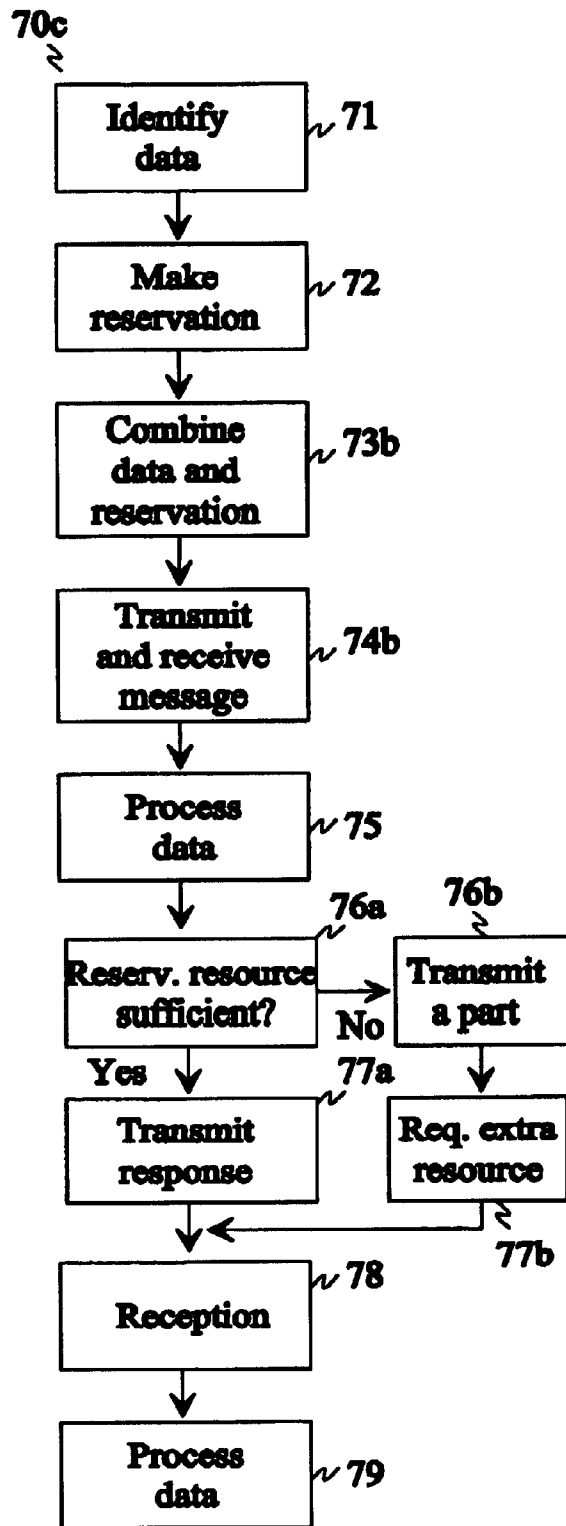 70c
Identify
data
71
Make
reservation
72
Combine
data and
reservation
73b
Transmit
and receive
message
74b
Process
data
75
76a
Reserv. resource
sufficient?
No
Yes
76b
Transmit
a part
77a
Transmit
response
Req. extra
resource
77b
78
Reception
Process
data
79